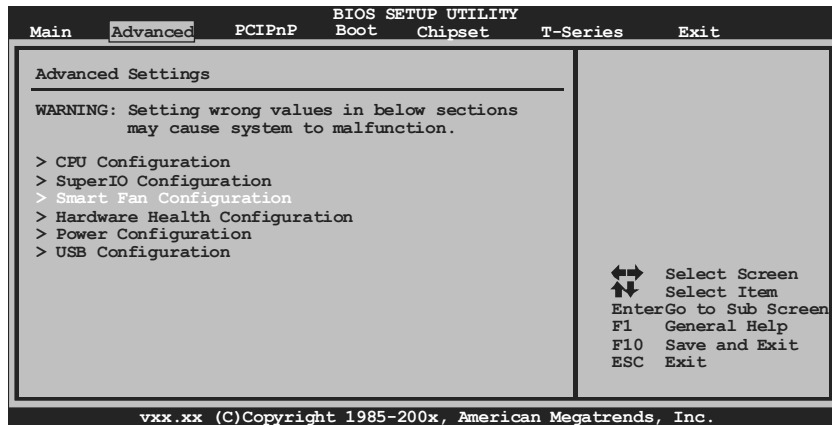 BIOS SETUP UTILITY
Main Advanced PCIPnP Boot Chipset T-Series Exit
Advanced Settings
WARNING: Setting wrong values in below sections
may cause system to malfunction.
> CPU Configuration
> SuperIO Configuration
> Smart Fan Configuration
> Hardware Health Configuration
> Power Configuration
> USB Configuration
Select Screen
Select Item
EnterGo to Sub Screen
F1 General Help
F10 Save and Exit
ESC Exit
vxx.xx (C)Copyright 1985-200x, American Megatrends, Inc.